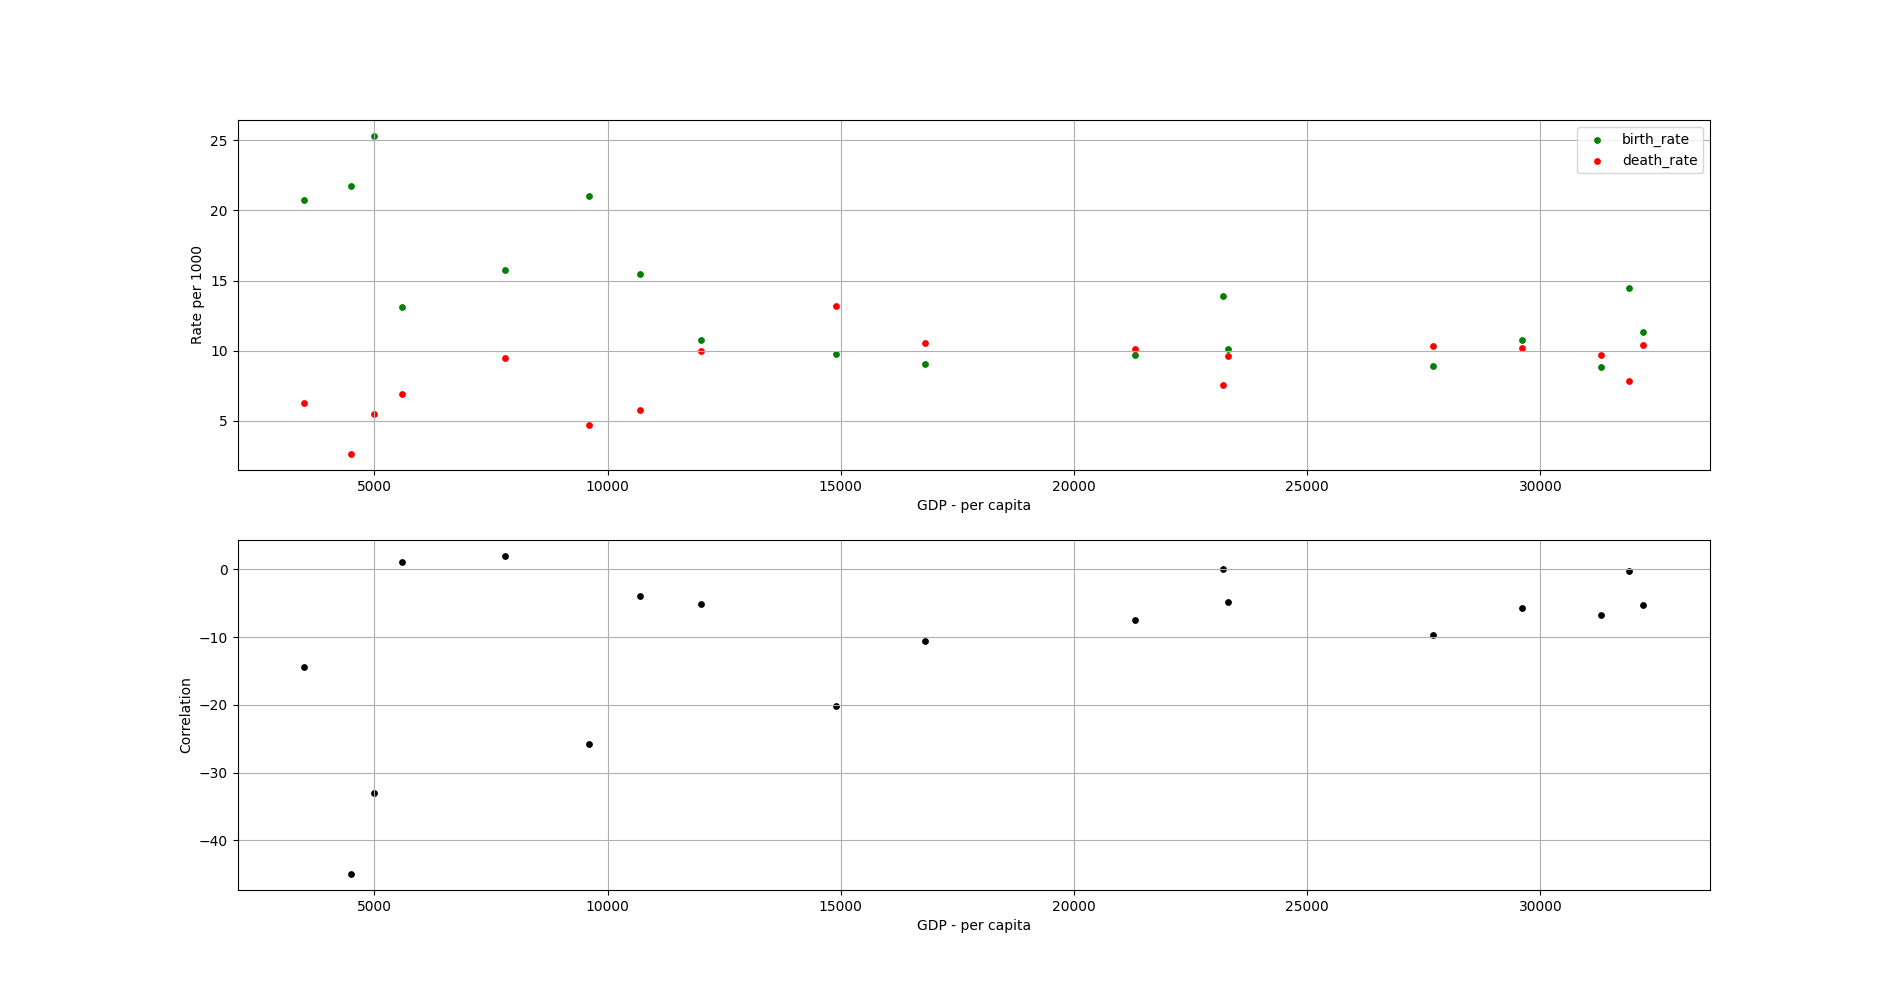 birth_rate
death_rate
25
20
15
10
5
Rate per 1000
5000 10000 15000 20000 25000 30000
GDP - per capita
0
−10
−20
−30
−40
Correlation
5000 10000 15000 20000 25000 30000
GDP - per capita